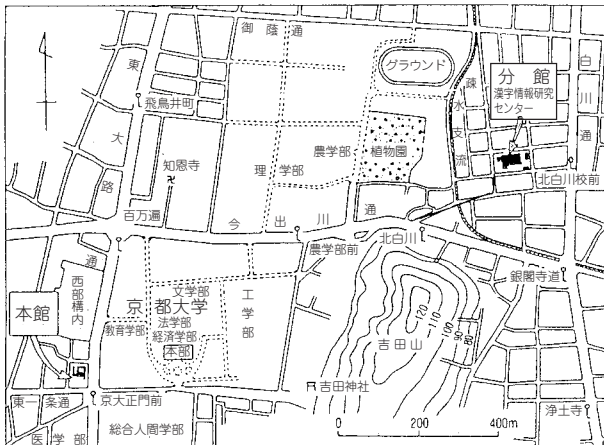 御蔭通
グラウンド
疎水支流
分館
漢字情報研究
センター
白川通
東大路通
飛鳥井町
知恩寺
理学部
農学部
植物園
北白川校前
百万遍
今出川通
農学部前
北白川
銀閣寺道
本館
西部構内
京都大学
文学部
法学部
経済学部
教育学部
本部
工学部
120
110
100
90
80
吉田山
吉田神社
東一条通
京大正門前
医学部
総合人間学部
浄土寺
0 200 400m